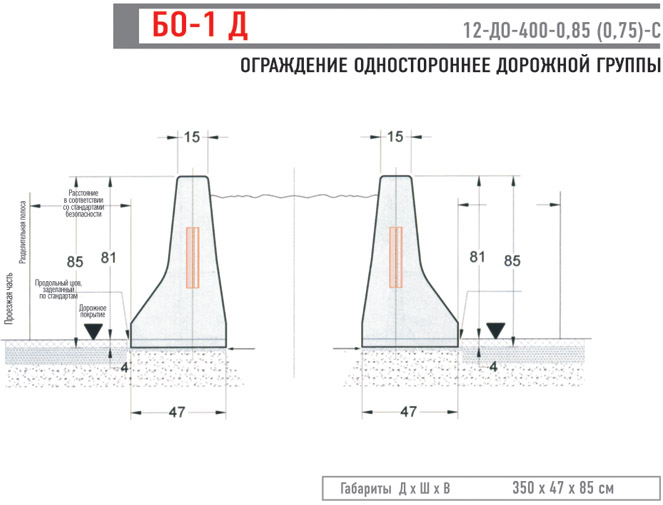 БО-1 Д
12-ДО-400-0,85 (0,75)-С
ОГРАЖДЕНИЕ ОДНОСТОРОННЕЕ ДОРОЖНОЙ ГРУППЫ
15
15
Расстояние
в соответствии
со стандартами
безопасности
Разделительная полоса
Проезжая часть
85
81
81
85
Продольный шов,
заделанный
по стандартам
Дорожное
покрытие
4
4
47
47
Габариты Д х Ш х В
350 х 47 х 85 см